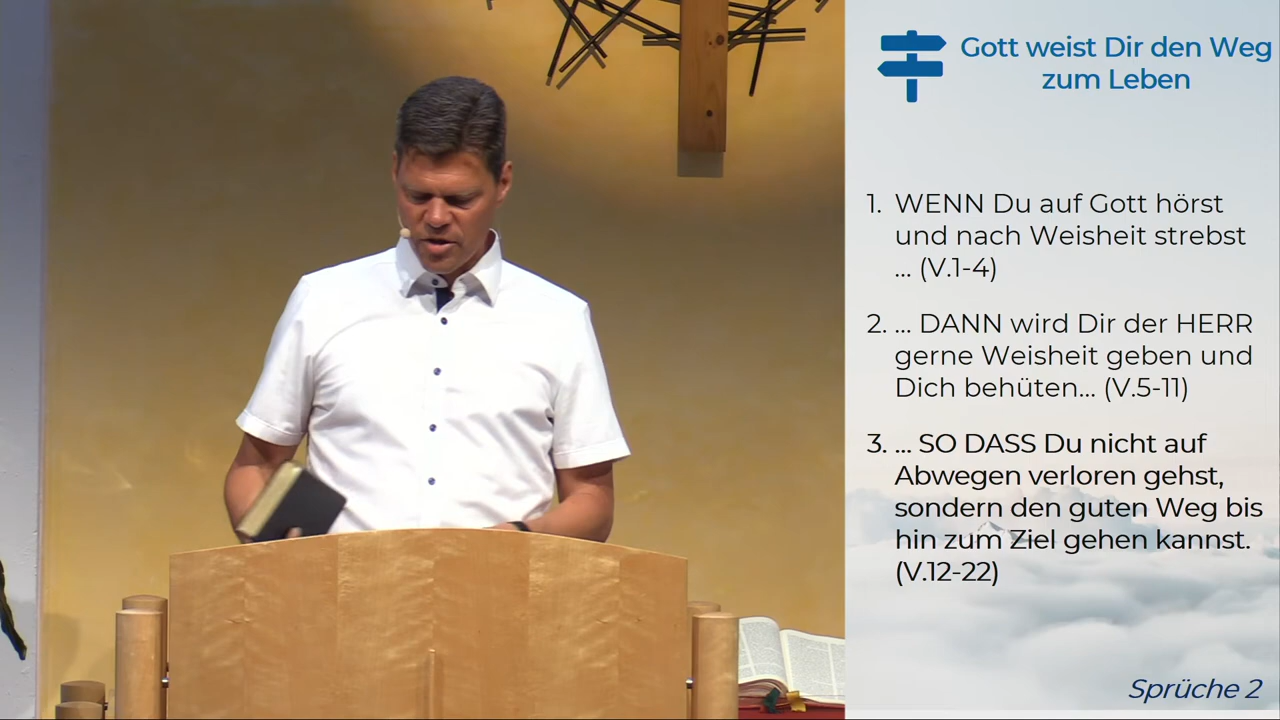 Gott weist Dir den Weg
zum Leben
1. WENN Du auf Gott hörst
und nach Weisheit strebst
... (V.1-4)
2. ... DANN wird Dir der HERR
gerne Weisheit geben und
Dich behüten... (V.5-11)
3. ... SO DASS Du nicht auf
Abwegen verloren gehst,
sondern den guten Weg bis
hin zum Ziel gehen kannst.
(V.12-22)
Sprüche 2